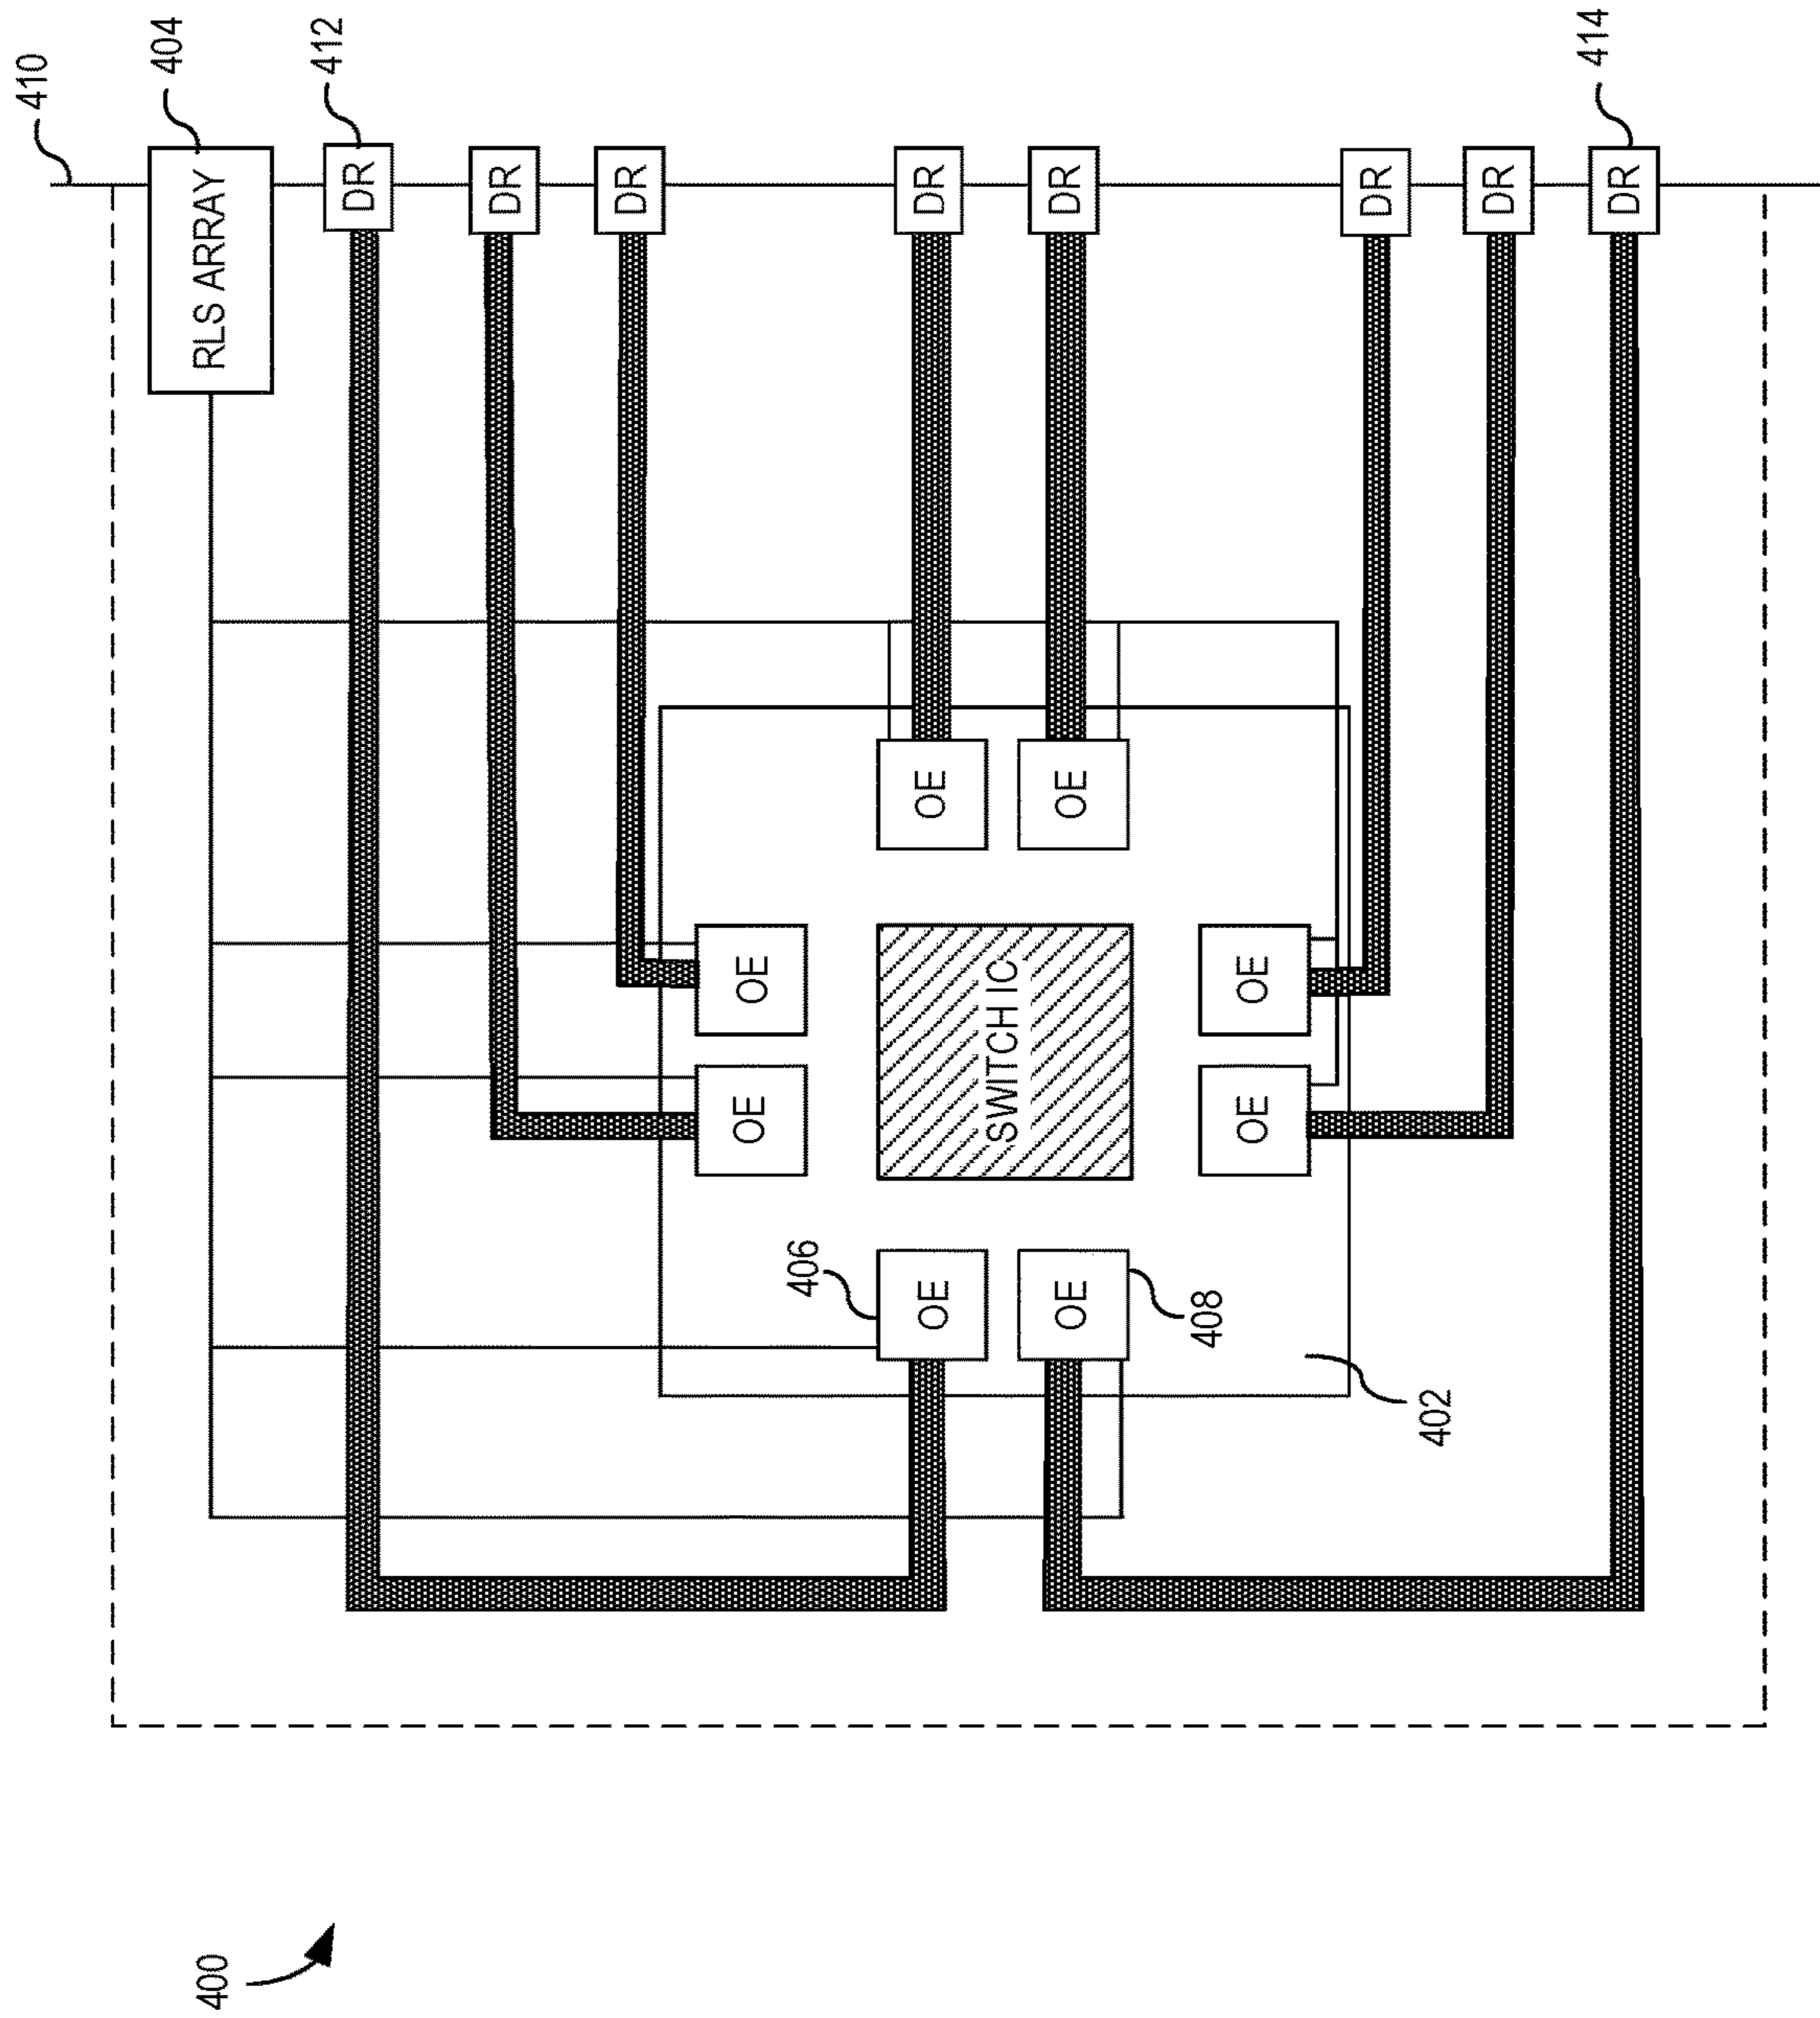 410
404
400
RLS ARRAY
412
DR
DR
DR
OE
OE
406
OE
OE
DR
SWITCH IC
OE
OE
DR
408
OE
OE
DR
402
DR
414
DR